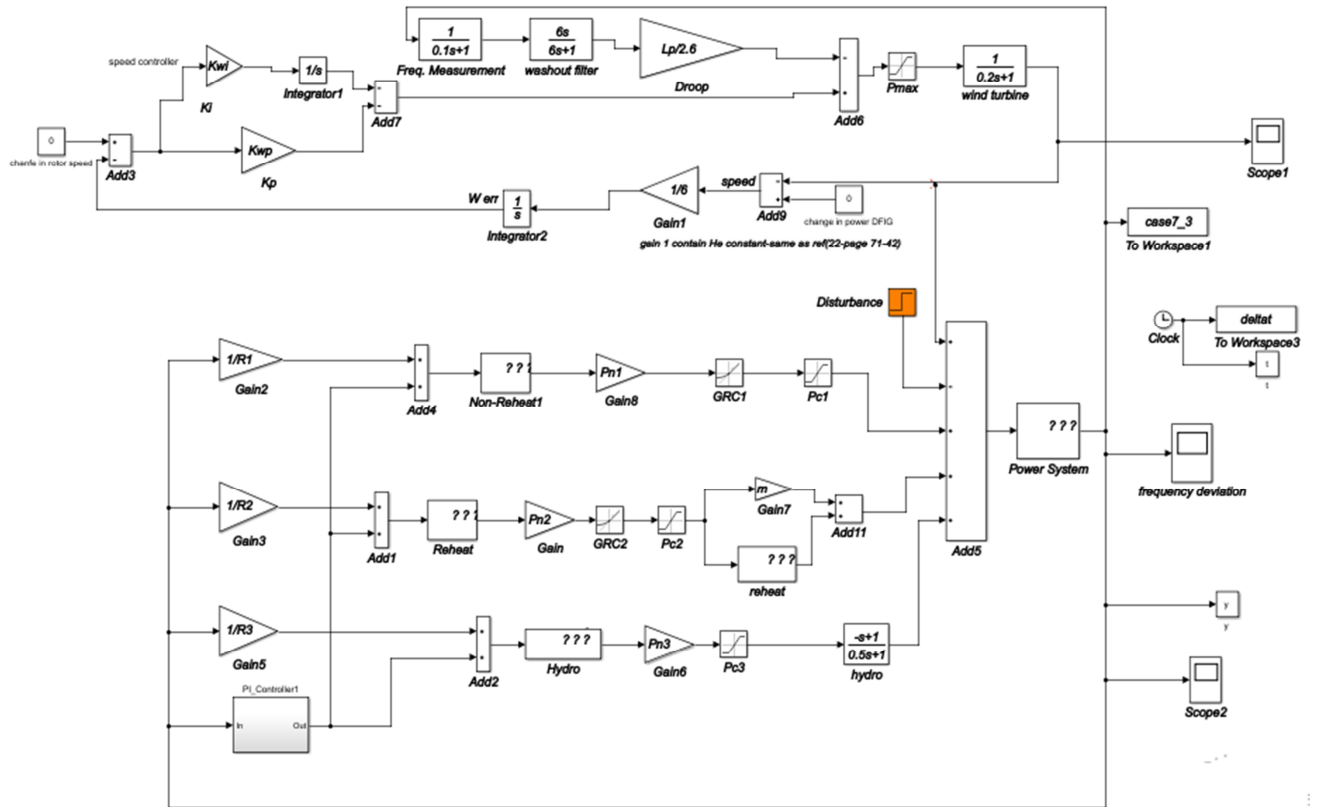 1
0.1s+1
Freq. Measurement
6s
6s+1
washout filter
Lp/2.6
Droop
Add6
Pmax
1
0.2s+1
wind turbine
speed controller
Kwi
Ki
1/s
Integrator1
Add7
0
chanfe in rotor speed
Add3
Kwp
Kp
Scope1
W err
1
s
Integrator2
1/6
Gain1
speed
Add9
0
change in power DFIG
gain 1 contain He constant-same as ref(22-page 71-42)
case7_3
To Workspace1
Disturbance
Clock
deltat
To Workspace3
t
t
1/R1
Gain2
Add4
? ? ?
Non-Reheat1
Pn1
Gain8
GRC1
Pc1
Add5
? ? ?
Power System
frequency deviation
1/R2
Gain3
Add1
? ? ?
Reheat
Pn2
Gain
GRC2
Pc2
m
Gain7
? ? ?
reheat
Add11
1/R3
Gain5
Add2
? ? ?
Hydro
Pn3
Gain6
Pc3
-s+1
0.5s+1
hydro
y
y
PI_Controller1
In
Out
Scope2